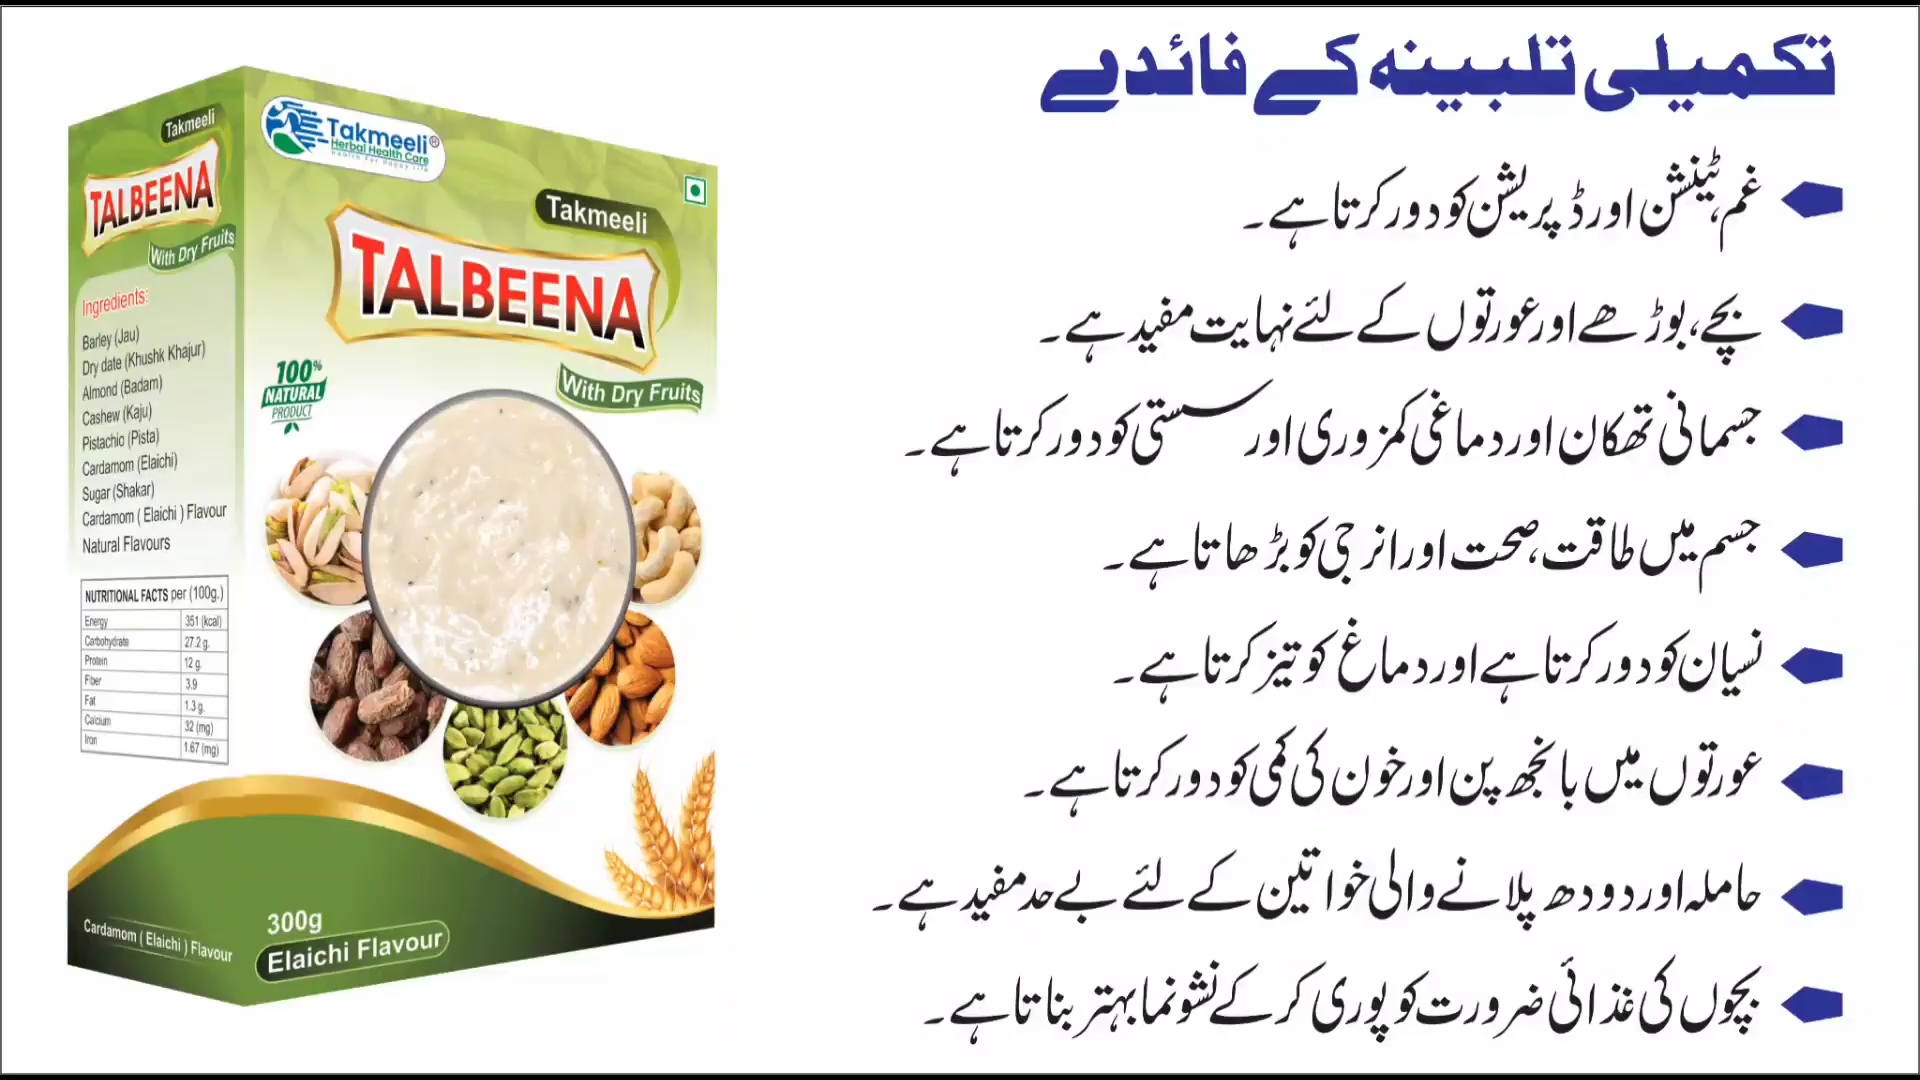 تکمیلی تلبینہ کے فائدے
غم، ٹینشن اور ڈپریشن کو دور کرتا ہے۔
بچے، بوڑھے اور عورتوں کے لئے نہایت مفید ہے۔
جسمانی تھکان اور دماغی کمزوری اور سستی کو دور کرتا ہے۔
جسم میں طاقت، صحت اور انرجی کو بڑھاتا ہے۔
نسیان کو دور کرتا ہے اور دماغ کو تیز کرتا ہے۔
عورتوں میں بانجھ پن اور خون کی کمی کو دور کرتا ہے۔
حاملہ اور دودھ پلانے والی خواتین کے لئے بے حد مفید ہے۔
بچوں کی غذائی ضرورت کو پوری کرکے نشونما بہتر بناتا ہے۔
Takmeeli
TALBEENA
With Dry Fruits
Ingredients:
Barley (Jau)
Dry date (Khushk Khajur)
Almond (Badam)
Cashew (Kaju)
Pistachio (Pista)
Cardamom (Elaichi)
Sugar (Shakar)
Cardamom ( Elaichi ) Flavour
Natural Flavours
NUTRITIONAL FACTS per (100g.)
Energy 351 (kcal)
Carbohydrate 27.2 g.
Protein 12 g.
Fiber 3.9
Fat 1.3 g.
Calcium 32 (mg)
Iron 1.67 (mg)
Cardamom ( Elaichi ) Flavour
Takmeeli®
Herbal Health Care
Health For Happy Life
Takmeeli
TALBEENA
With Dry Fruits
100%
NATURAL
PRODUCT
300g
Elaichi Flavour